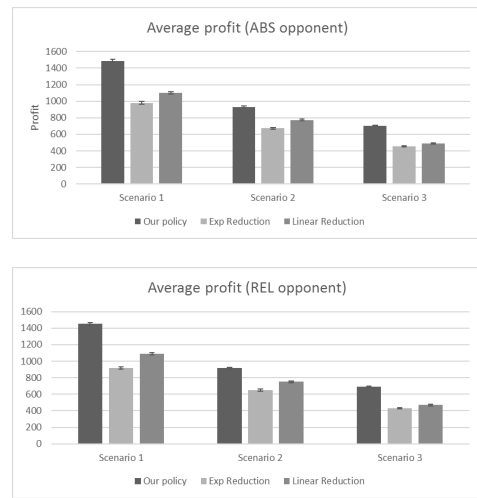 Average profit (ABS opponent)
1600
1400
1200
1000
800
600
400
200
0
Profit
Scenario 1 Scenario 2 Scenario 3
Our policy Exp Reduction Linear Reduction
Average profit (REL opponent)
1600
1400
1200
1000
800
600
400
200
0
Scenario 1 Scenario 2 Scenario 3
Our policy Exp Reduction Linear Reduction